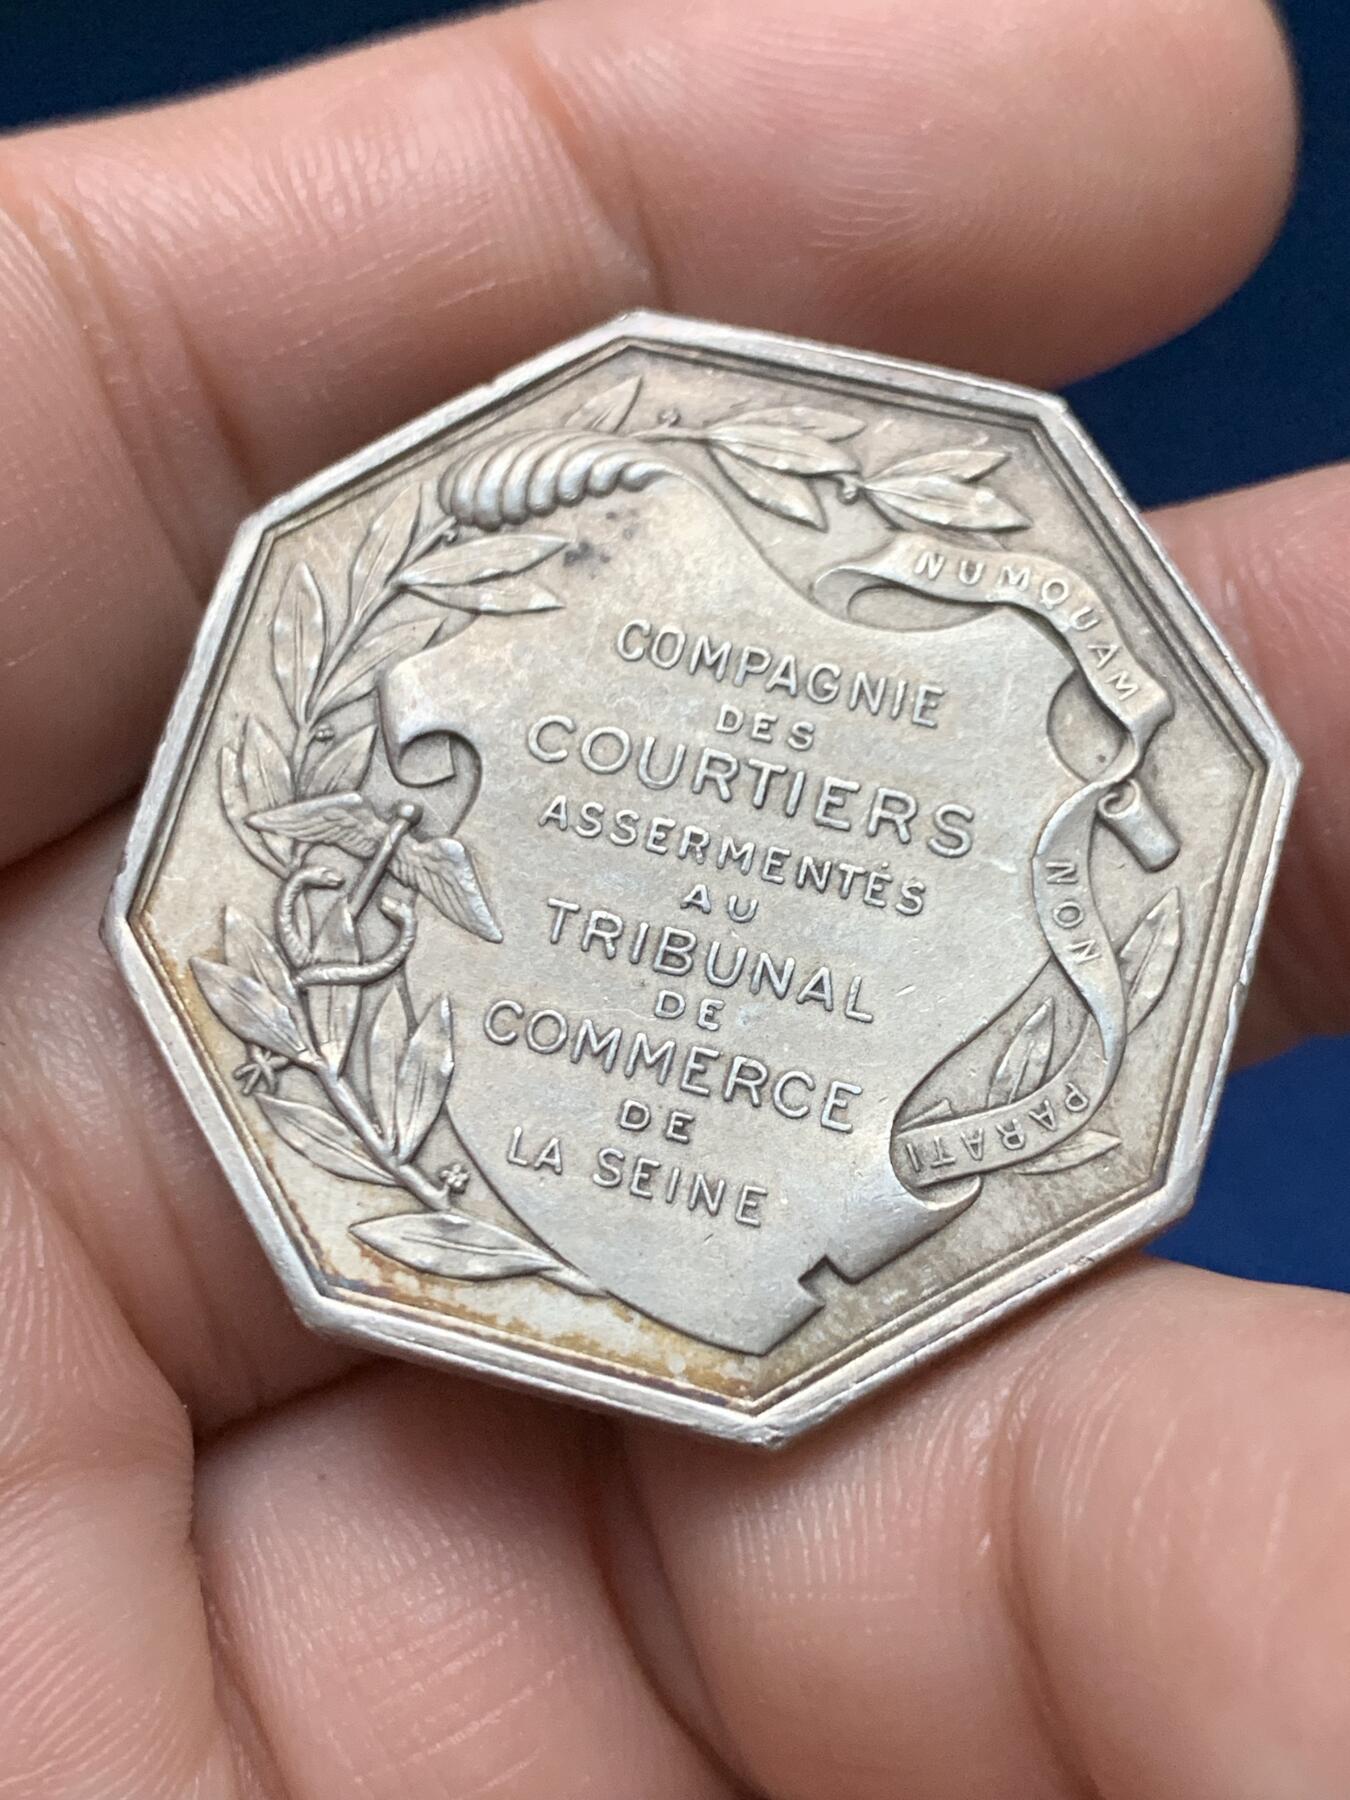 COMPAGNIE
DES
COURTIERS
ASSERMENTÉS
AU
TRIBUNAL
DE
COMMERCE
DE
LA SEINE
NUMQUAM
NON
PARATI